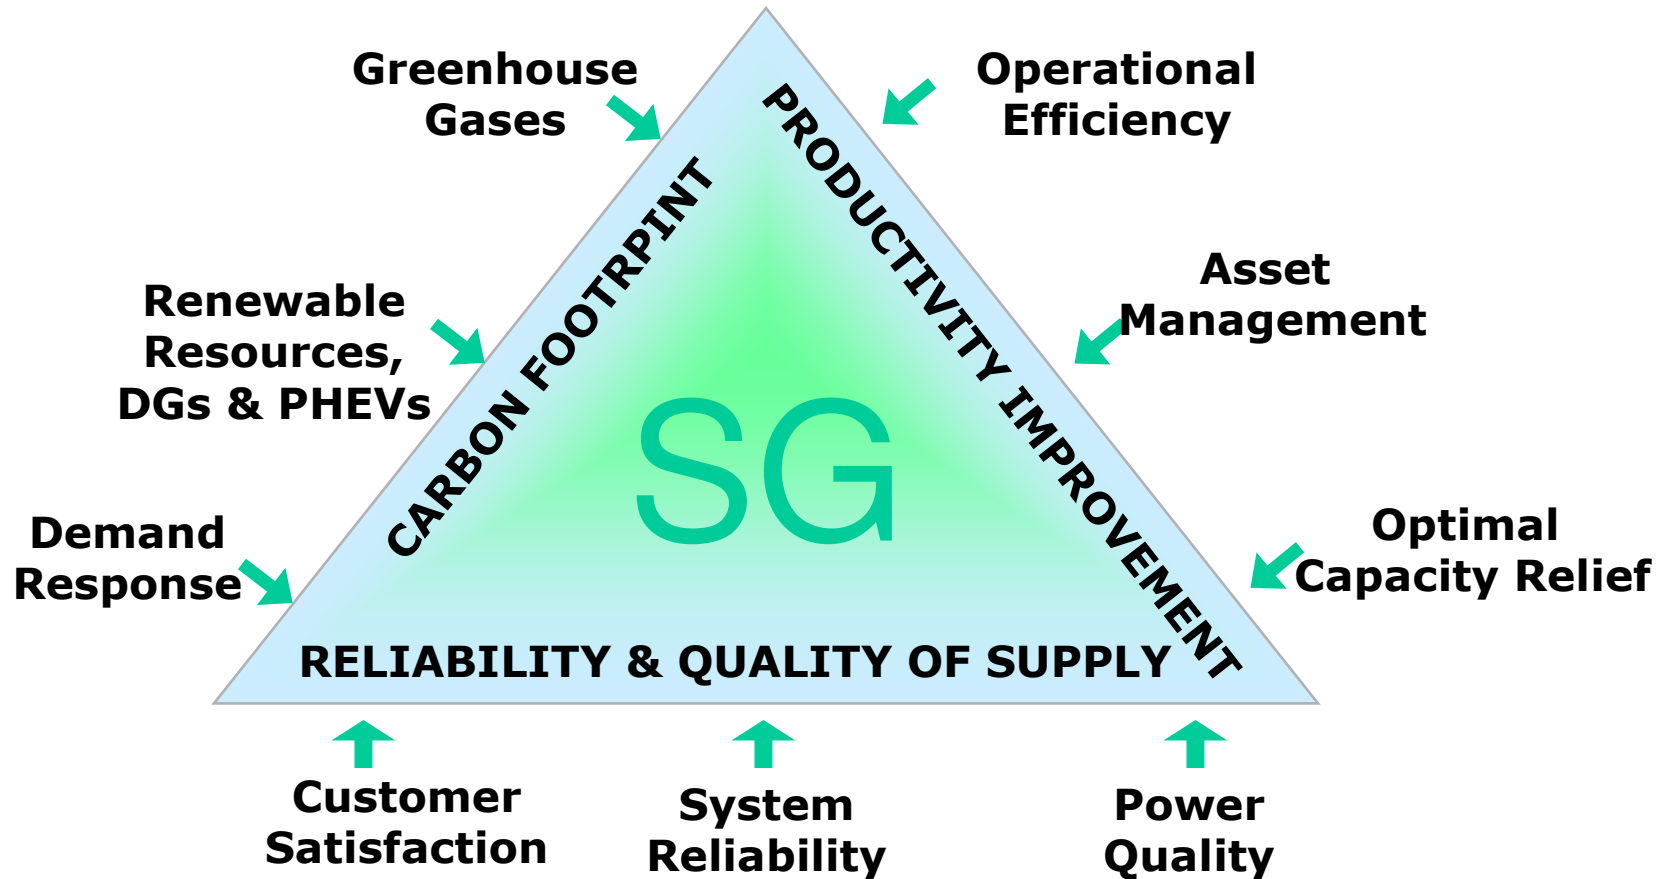 Greenhouse
Gases
Operational
Efficiency
CARBON FOOTRPINT
PRODUCTIVITY IMPROVEMENT
Renewable
Resources,
DGs & PHEVs
Asset
Management
SG
Demand
Response
Optimal
Capacity Relief
RELIABILITY & QUALITY OF SUPPLY
Customer
Satisfaction
System
Reliability
Power
Quality